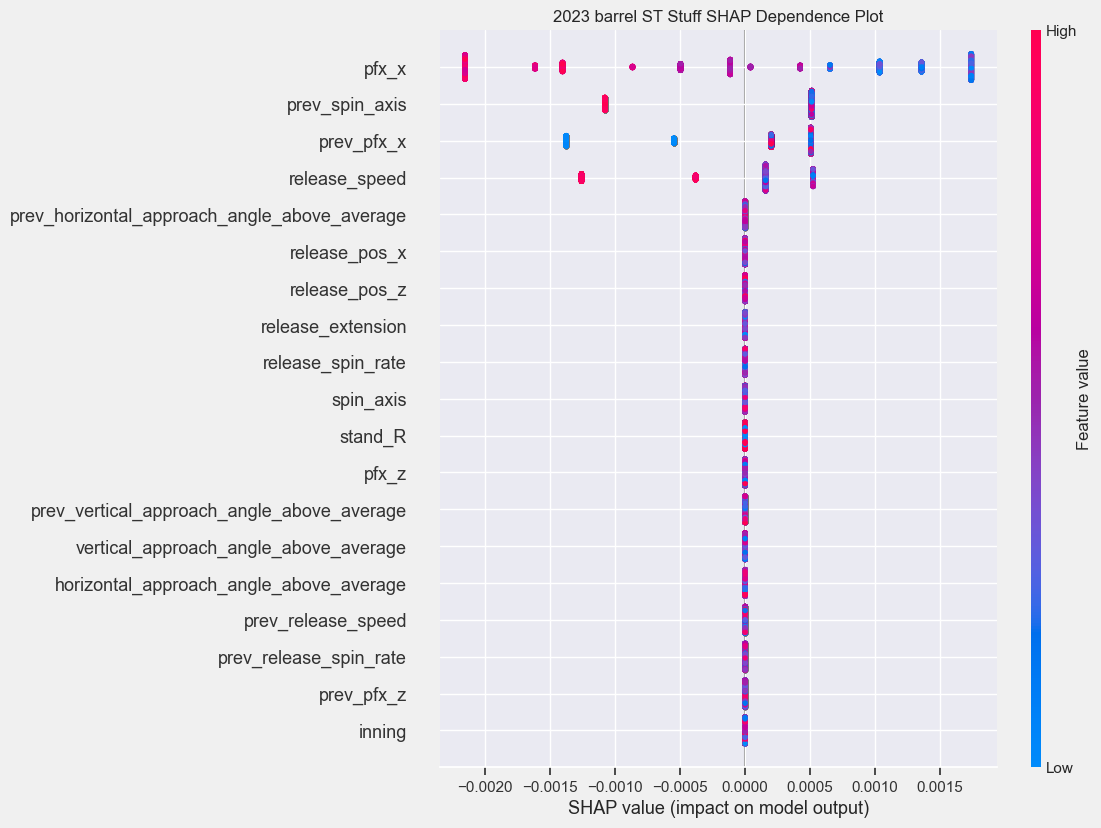 2023 barrel ST Stuff SHAP Dependence Plot
High
pfx_x
prev_spin_axis
prev_pfx_x
release_speed
prev_horizontal_approach_angle_above_average
release_pos_x
release_pos_z
release_extension
release_spin_rate
spin_axis
stand_R
pfx_z
prev_vertical_approach_angle_above_average
vertical_approach_angle_above_average
horizontal_approach_angle_above_average
prev_release_speed
prev_release_spin_rate
prev_pfx_z
inning
Feature value
Low
−0.0020 −0.0015 −0.0010 −0.0005 0.0000 0.0005 0.0010 0.0015
SHAP value (impact on model output)